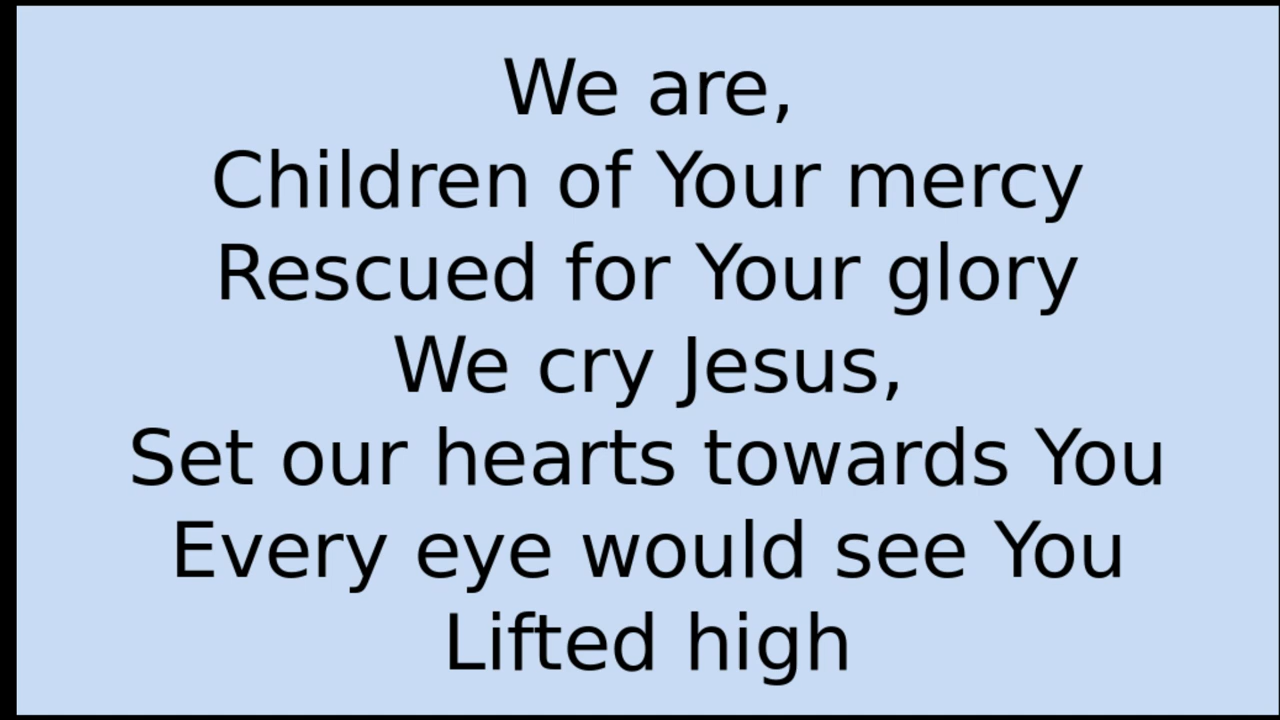 We are,
Children of Your mercy
Rescued for Your glory
We cry Jesus,
Set our hearts towards You
Every eye would see You
Lifted high